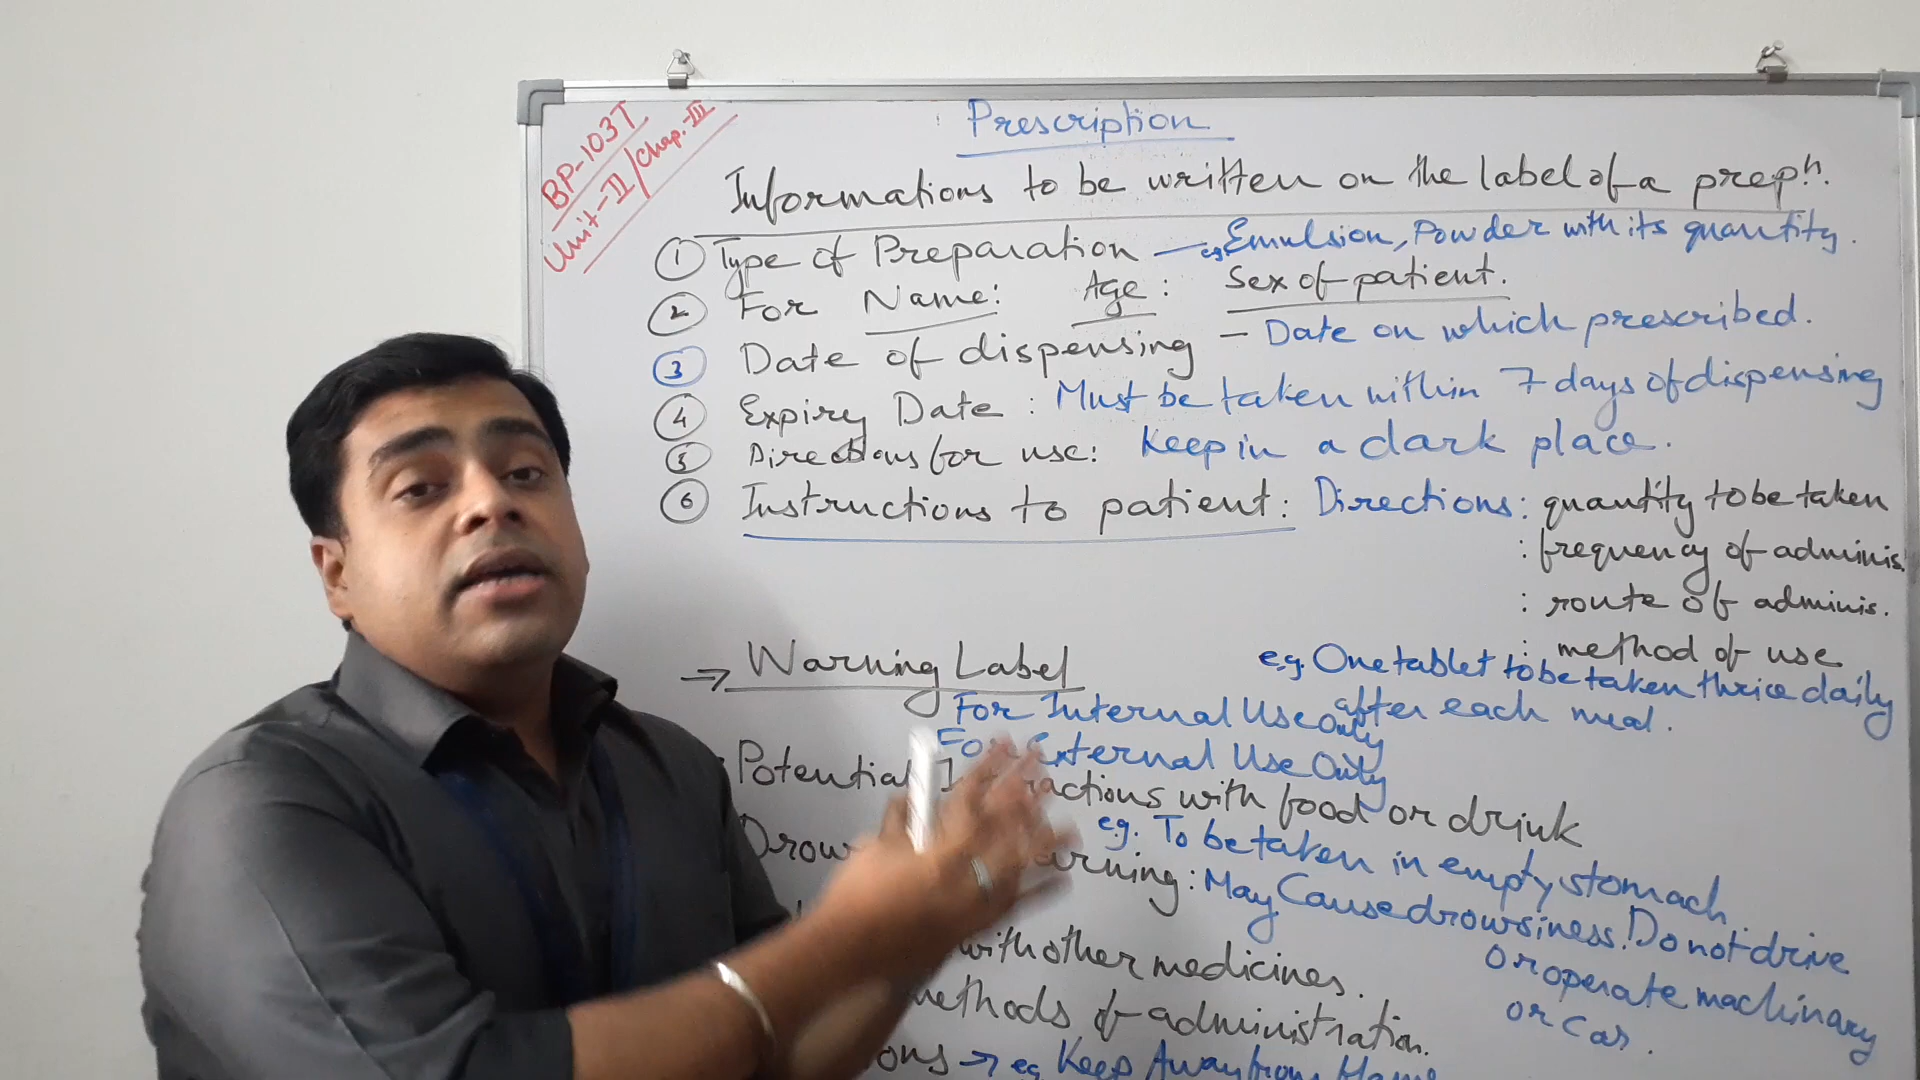 BP-103T
Unit-II/Chap.-III
Prescription
Informations to be written on the label of a prepn.
1 Type of Preparation — eg. Emulsion, Powder with its quantity.
2 For Name: Age: Sex of patient.
3 Date of dispensing – Date on which prescribed.
4 Expiry Date: Must be taken within 7 days of dispensing
5 Directions for use: Keep in a dark place.
6 Instructions to patient: Directions: quantity to be taken
: frequency of adminis.
: route of adminis.
: method of use
e.g. One tablet to be taken thrice daily
after each meal.
→ Warning Label
For Internal Use Only
For External Use Only
Potential with food or drink
e.g. To be taken in empty stomach.
: May Cause drowsiness. Do not drive
Or operate machinary
or car.
with other medicines.
methods of administration.
→ eg Keep Away from flame